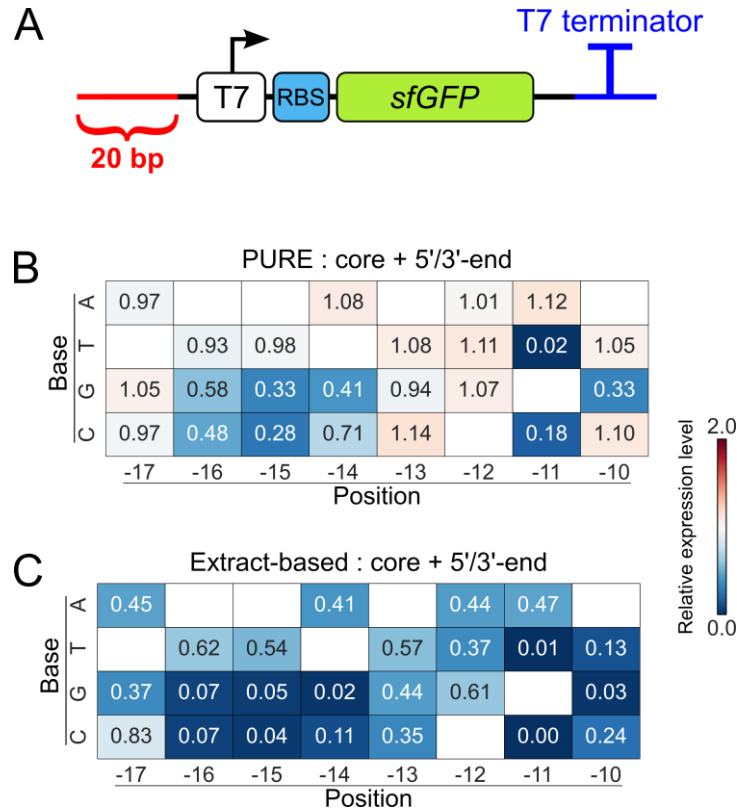 A
T7 terminator
T7
RBS
sfGFP
20 bp
B
PURE : core + 5'/3'-end
Base
A 0.97 1.08 1.01 1.12
T 0.93 0.98 1.08 1.11 0.02 1.05
G 1.05 0.58 0.33 0.41 0.94 1.07 0.33
C 0.97 0.48 0.28 0.71 1.14 0.18 1.10
-17 -16 -15 -14 -13 -12 -11 -10
Position
C
Extract-based : core + 5'/3'-end
Base
A 0.45 0.41 0.44 0.47
T 0.62 0.54 0.57 0.37 0.01 0.13
G 0.37 0.07 0.05 0.02 0.44 0.61 0.03
C 0.83 0.07 0.04 0.11 0.35 0.00 0.24
-17 -16 -15 -14 -13 -12 -11 -10
Position
Relative expression level
2.0
0.0